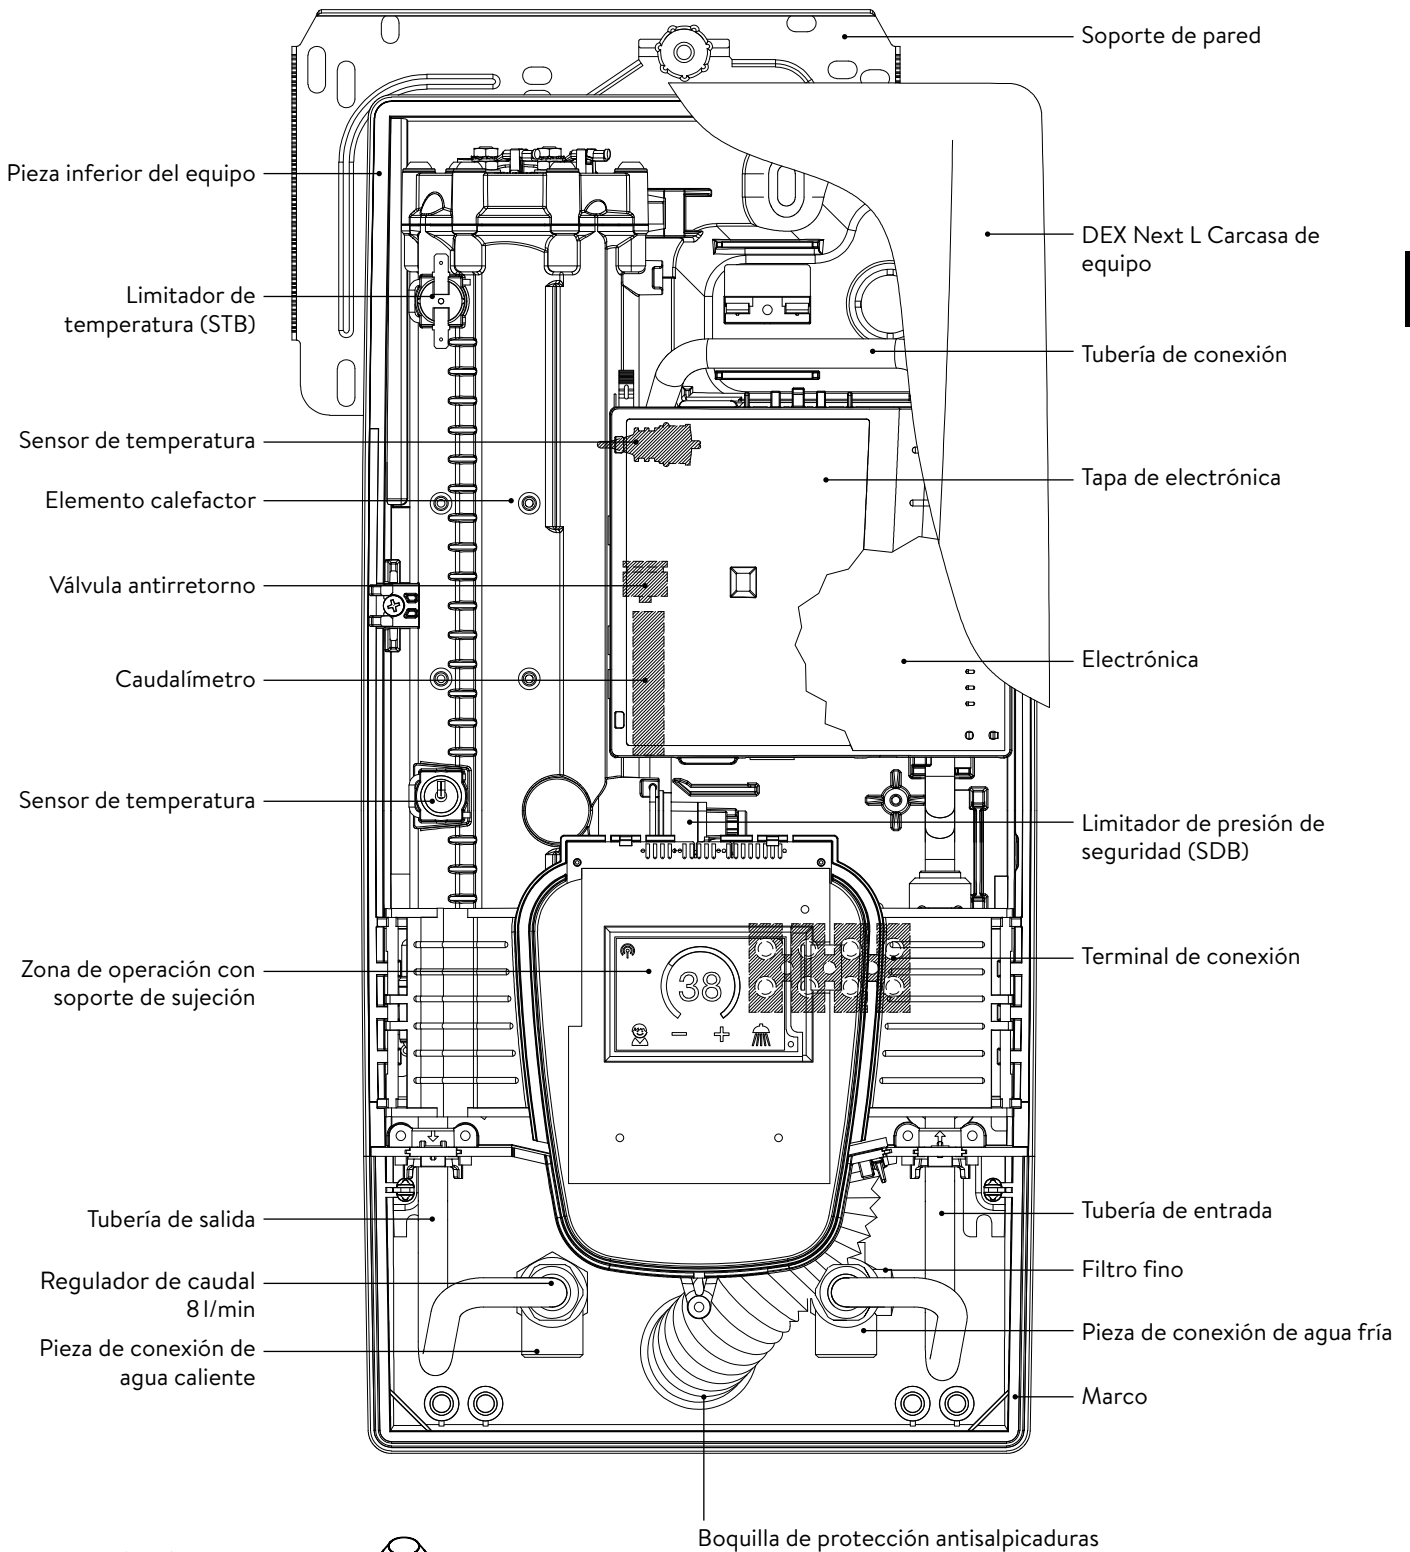 Soporte de pared
Pieza inferior del equipo
DEX Next L Carcasa de
equipo
Limitador de
temperatura (STB)
Tubería de conexión
Sensor de temperatura
Tapa de electrónica
Elemento calefactor
Válvula antirretorno
Electrónica
Caudalímetro
Sensor de temperatura
Limitador de presión de
seguridad (SDB)
Terminal de conexión
Zona de operación con
soporte de sujeción
38
Tubería de salida
Tubería de entrada
Regulador de caudal
8 l/min
Filtro fino
Pieza de conexión de
agua caliente
Pieza de conexión de agua fría
Marco
Boquilla de protección antisalpicaduras